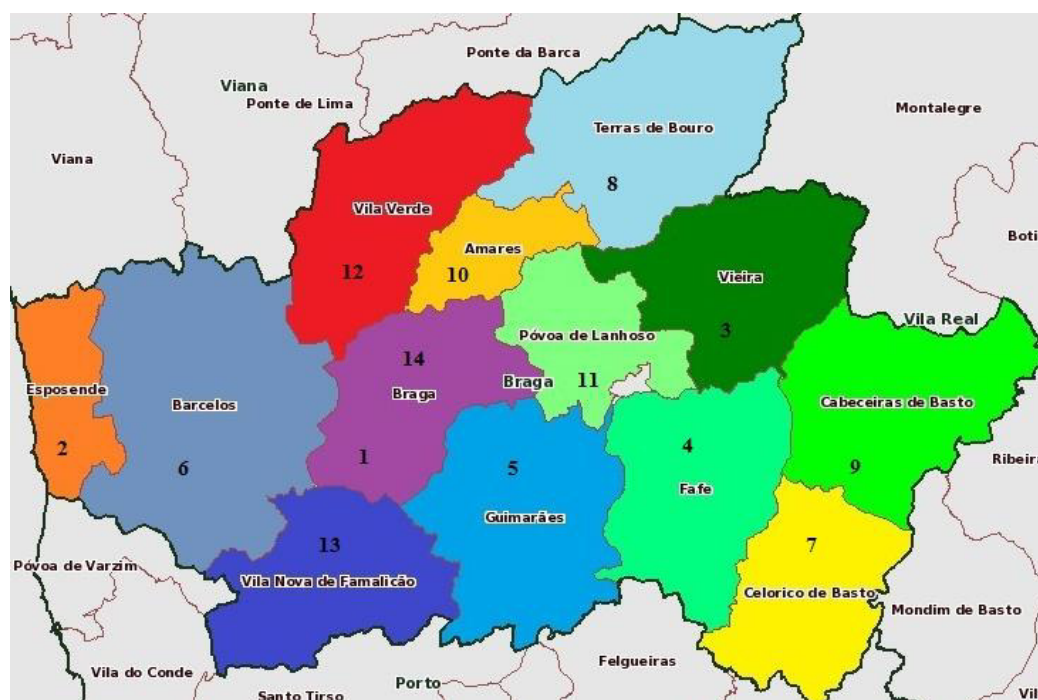 Ponte da Barca
Viana
Ponte de Lima
Montalegre
Terras de Bouro
Viana
8
Vila Verde
Boti
Amares
12
10
Vieira
Vila Real
3
Póvoa de Lanhoso
14
Esposende
Braga
11
Braga
Barcelos
Cabeceiras de Basto
2
6
1
5
4
9
Ribeira
Fafe
Guimarães
13
7
Póvoa de Varzim
Vila Nova de Famalicão
Celorico de Basto
Mondim de Basto
Vila do Conde
Felgueiras
Porto
Santo Tirso
Vil